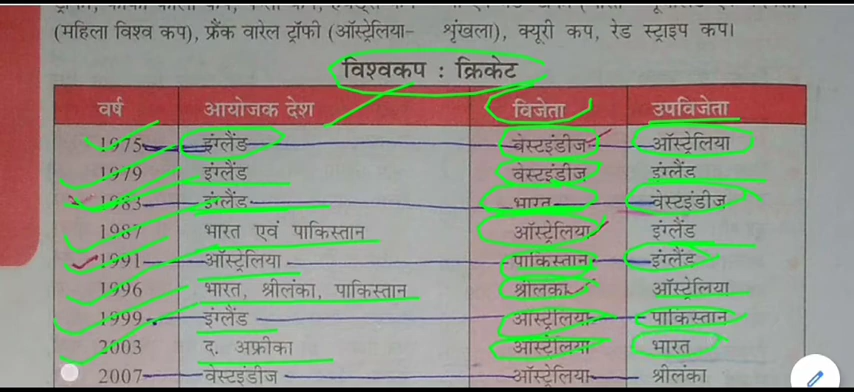 (महिला विश्व कप), फ्रैंक वारेल ट्रॉफी (ऑस्ट्रेलिया- श्रृंखला), क्यूरी कप, रेड स्ट्राइप कप।
विश्वकप : क्रिकेट
वर्ष आयोजक देश विजेता उपविजेता
1975 इंग्लैंड वेस्टइंडीज ऑस्ट्रेलिया
1979 इंग्लैंड वेस्टइंडीज इंग्लैंड
1983 इंग्लैंड भारत वेस्टइंडीज
1987 भारत एवं पाकिस्तान ऑस्ट्रेलिया इंग्लैंड
1991 ऑस्ट्रेलिया पाकिस्तान इंग्लैंड
1996 भारत, श्रीलंका, पाकिस्तान श्रीलंका ऑस्ट्रेलिया
1999 इंग्लैंड ऑस्ट्रेलिया पाकिस्तान
2003 द. अफ्रीका ऑस्ट्रेलिया भारत
2007 वेस्टइंडीज ऑस्ट्रेलिया श्रीलंका